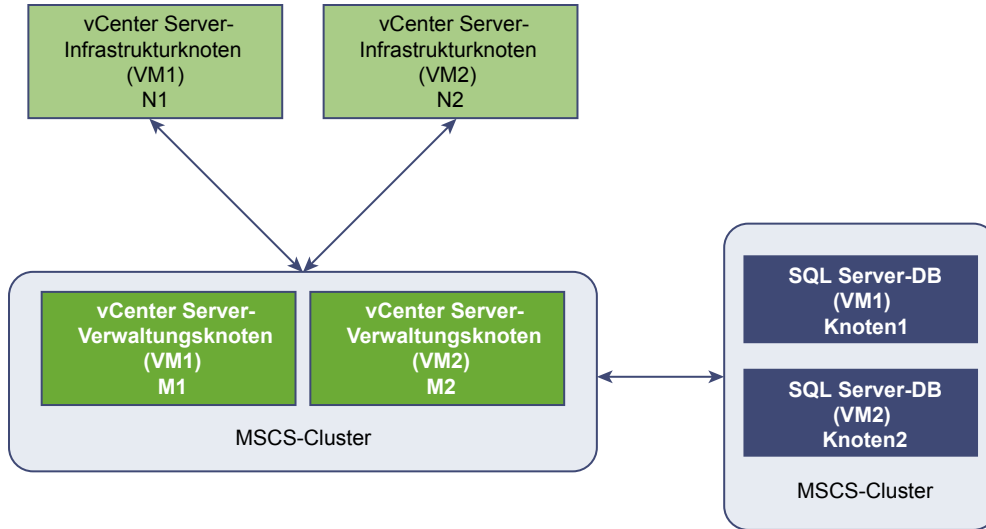 vCenter Server-
Infrastrukturknoten
(VM1)
N1
vCenter Server-
Infrastrukturknoten
(VM2)
N2
vCenter Server-
Verwaltungsknoten
(VM1)
M1
vCenter Server-
Verwaltungsknoten
(VM2)
M2
MSCS-Cluster
SQL Server-DB
(VM1)
Knoten1
SQL Server-DB
(VM2)
Knoten2
MSCS-Cluster